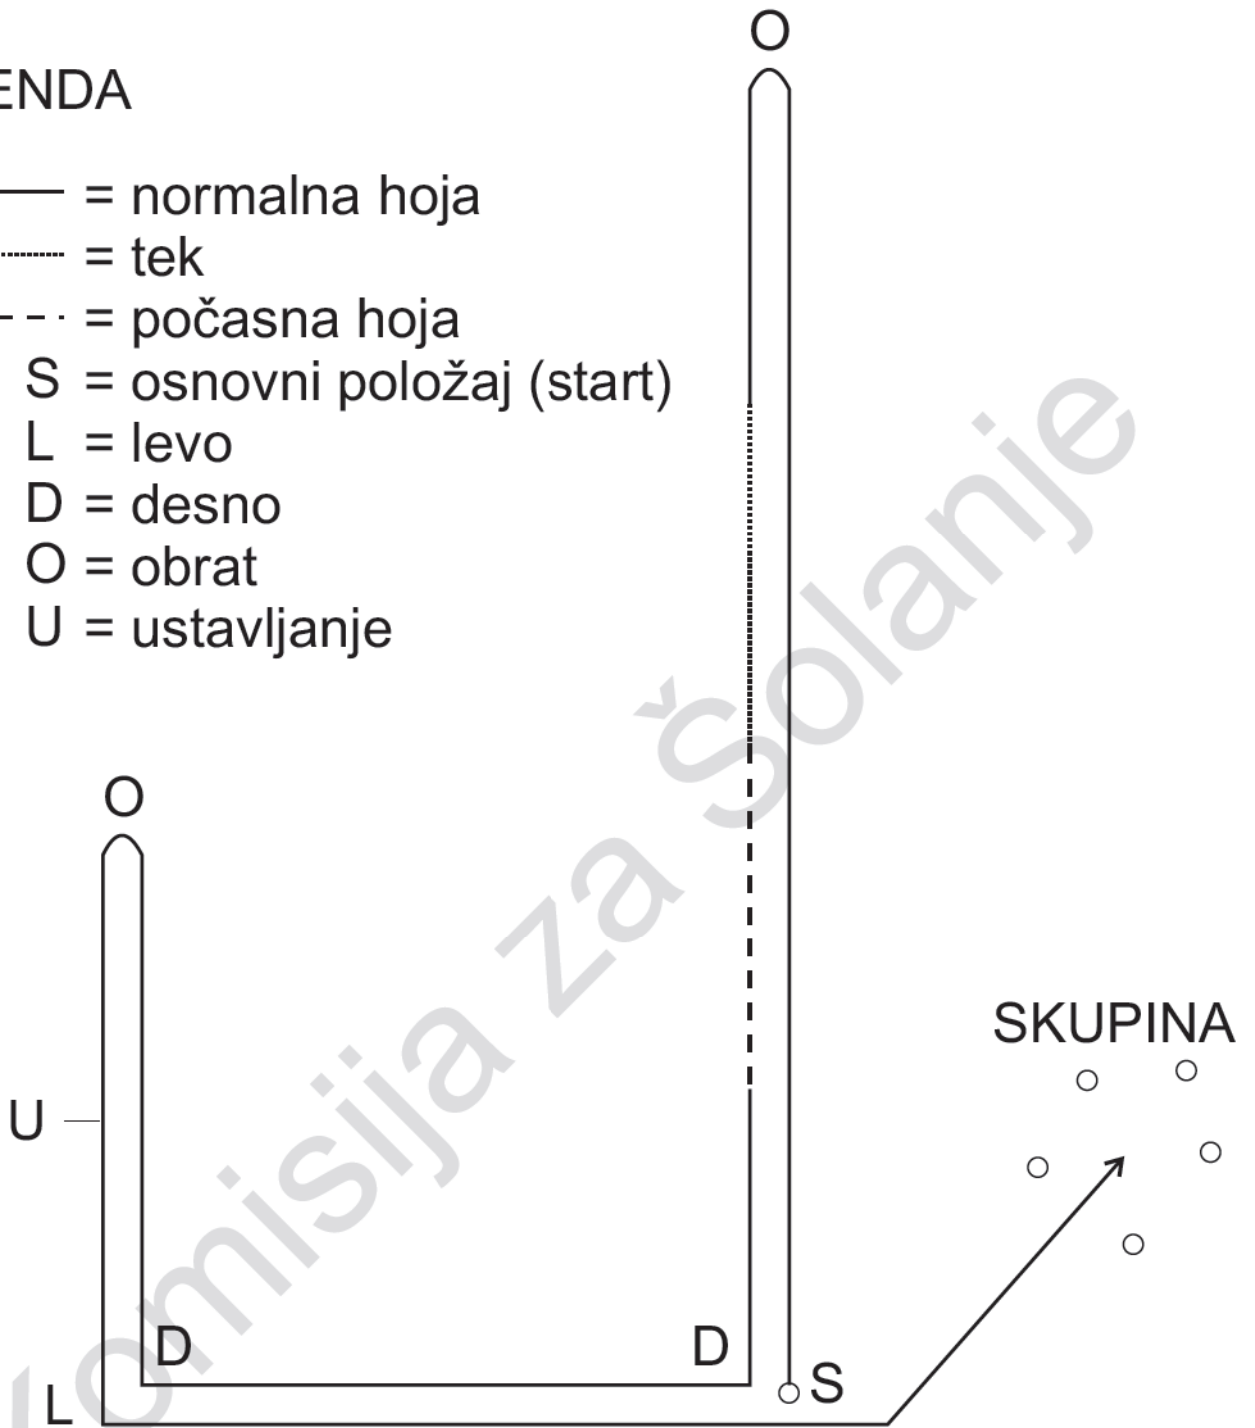 O
ENDA
= normalna hoja
= tek
= počasna hoja
S = osnovni položaj (start)
L = levo
D = desno
O = obrat
U = ustavljanje
O
SKUPINA
U
D
D
S
L
Komisija za Šolanje